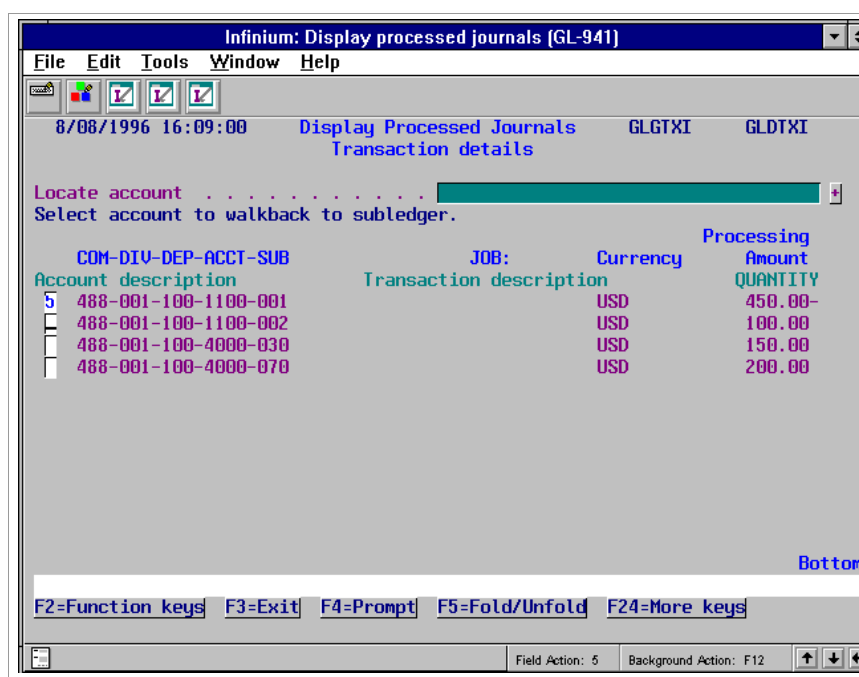 Infinium: Display processed journals (GL-941)
File Edit Tools Window Help
8/08/1996 16:09:00 Display Processed Journals GLGTXI GLDTXI
Transaction details
Locate account . . . . . . . . . . . +
Select account to walkback to subledger.
Processing
COM-DIV-DEP-ACCT-SUB JOB: Currency Amount
Account description Transaction description QUANTITY
5 488-001-100-1100-001 USD 450.00-
488-001-100-1100-002 USD 100.00
488-001-100-4000-030 USD 150.00
488-001-100-4000-070 USD 200.00
Bottom
F2=Function keys F3=Exit F4=Prompt F5=Fold/Unfold F24=More keys
Field Action: 5 Background Action: F12